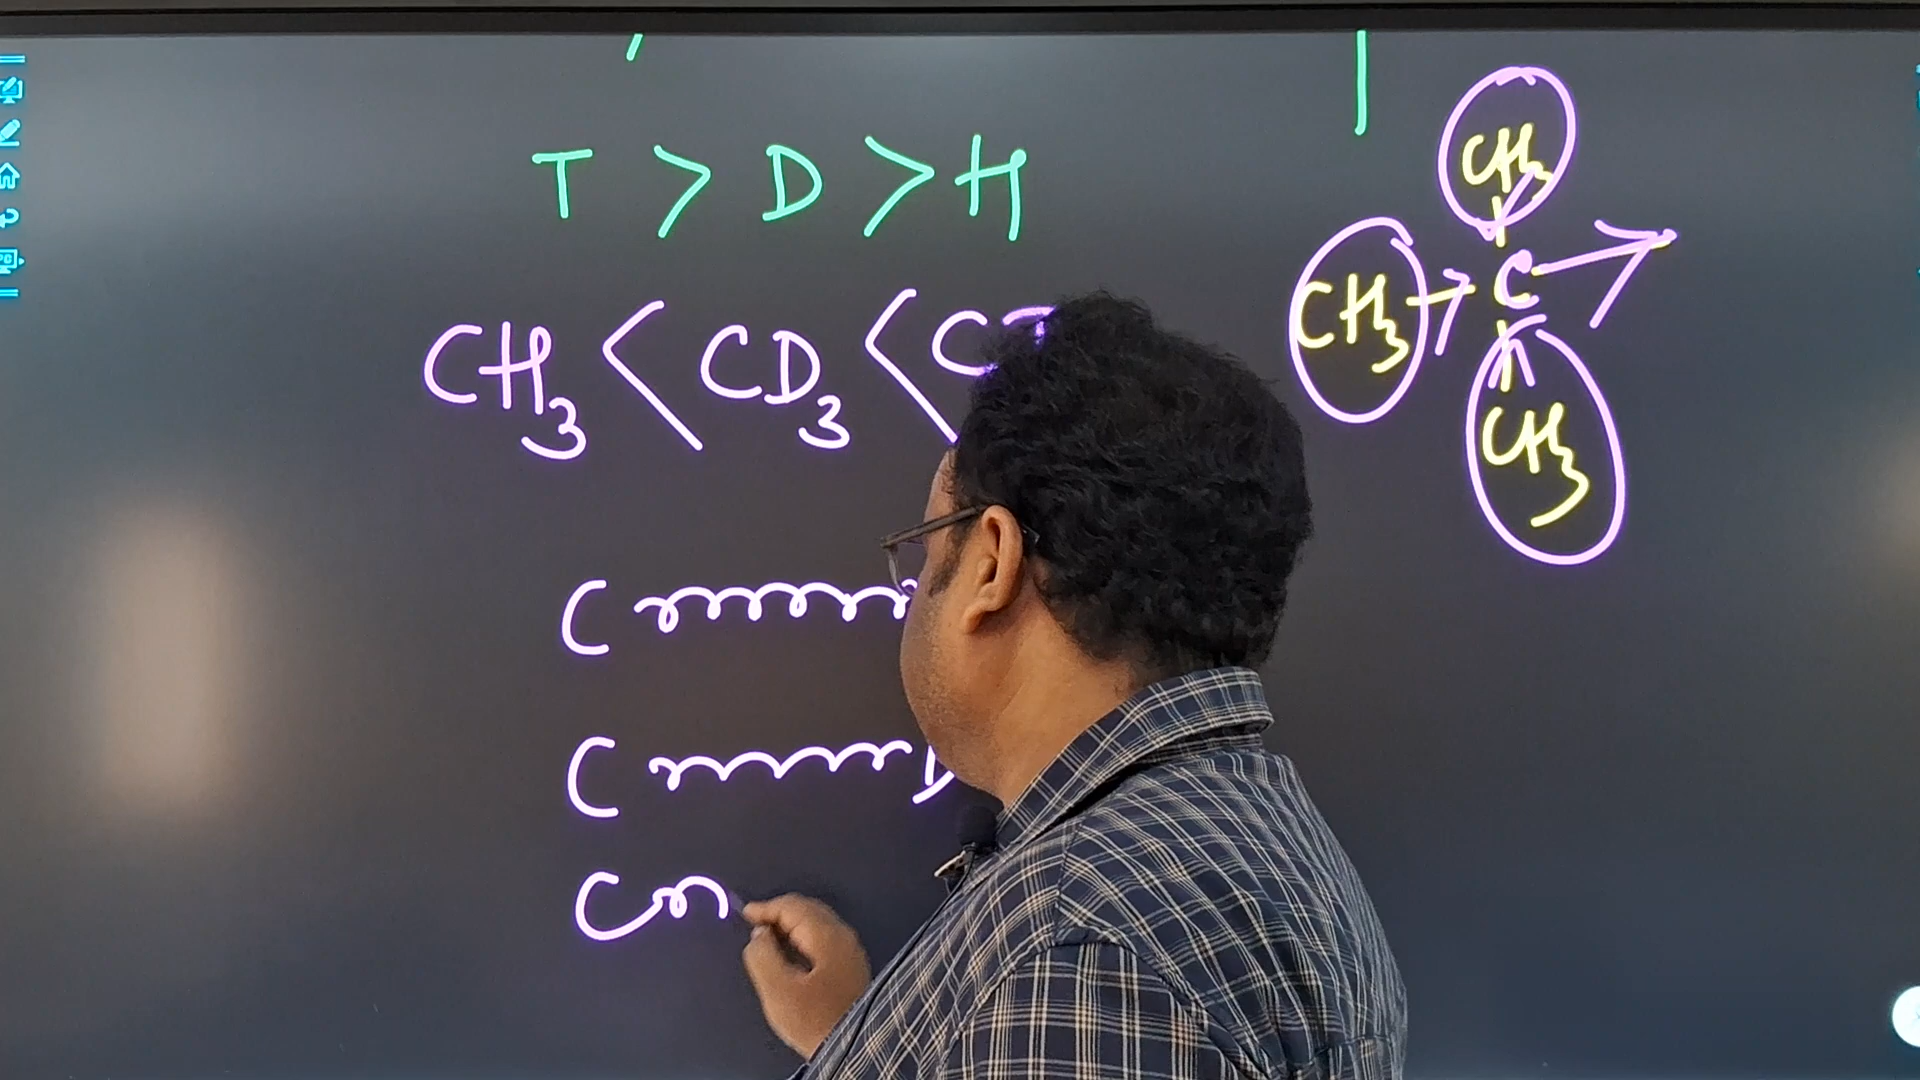 T > D > H
CH3 < CD3 < C
C
C D
C
CH3
CH3 → C →
CH3